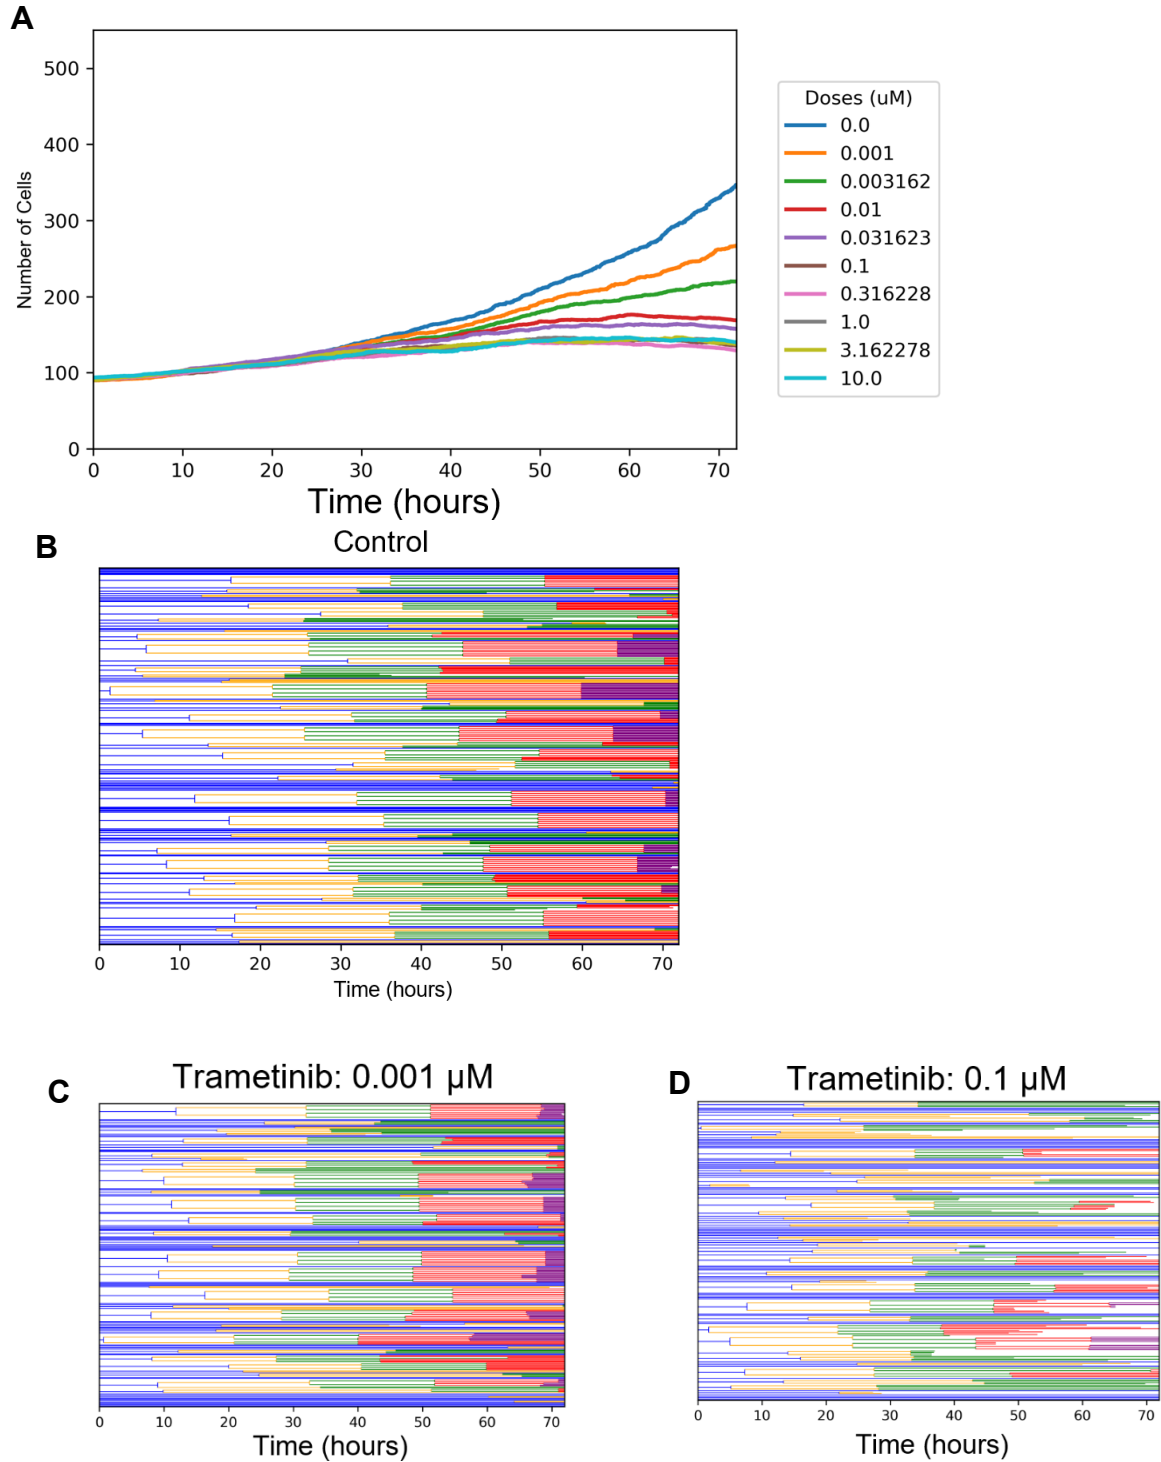 A
500
400
300
200
100
0
Number of Cells
0 10 20 30 40 50 60 70
Time (hours)
Doses (uM)
0.0
0.001
0.003162
0.01
0.031623
0.1
0.316228
1.0
3.162278
10.0
B
Control
0 10 20 30 40 50 60 70
Time (hours)
C
Trametinib: 0.001 µM
0 10 20 30 40 50 60 70
Time (hours)
D
Trametinib: 0.1 µM
0 10 20 30 40 50 60 70
Time (hours)